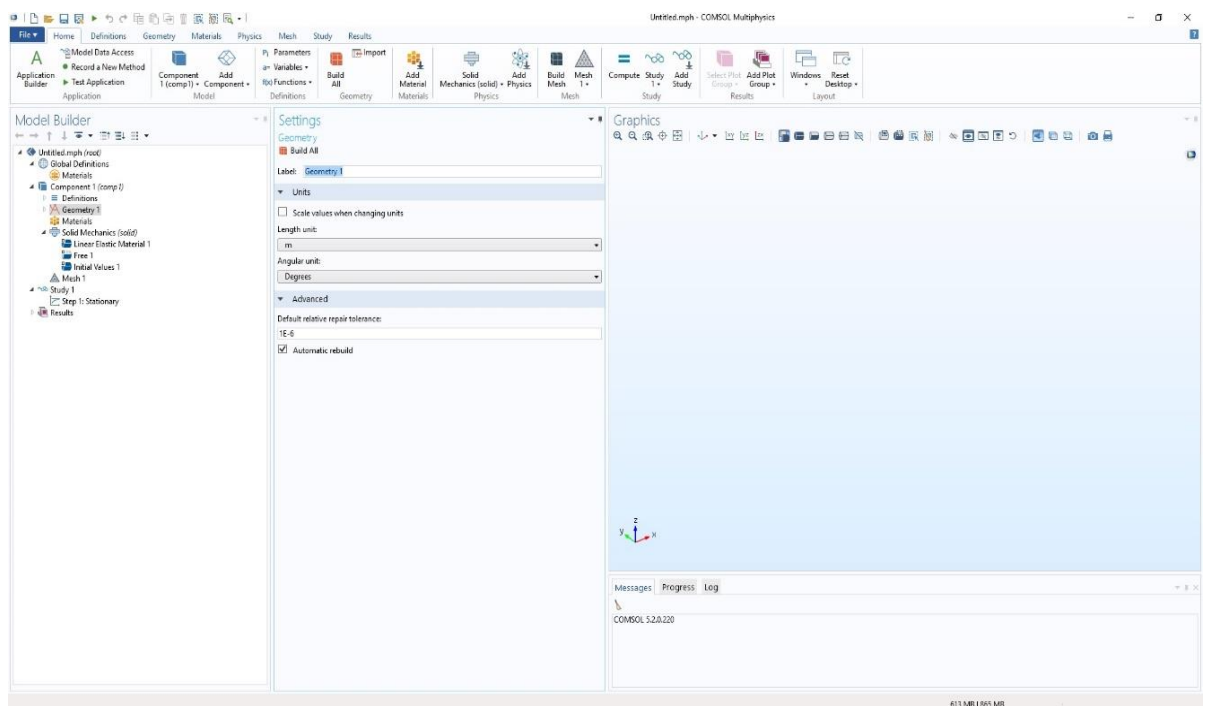 Untitled.mph - COMSOL Multiphysics
File Home Definitions Geometry Materials Physics Mesh Study Results
Application Builder
Model Data Access
Record a New Method
Test Application
Application
Component 1 (comp1)
Add Component
Model
Pi Parameters
a= Variables
f(x) Functions
Definitions
Build All
Import
Geometry
Add Material
Materials
Solid Mechanics (solid)
Add Physics
Physics
Build Mesh
Mesh 1
Mesh
Compute
Study 1
Add Study
Study
Select Plot Group
Add Plot Group
Results
Windows
Reset Desktop
Layout
Model Builder
Untitled.mph (root)
Global Definitions
Materials
Component 1 (comp1)
Definitions
Geometry 1
Materials
Solid Mechanics (solid)
Linear Elastic Material 1
Free 1
Initial Values 1
Mesh 1
Study 1
Step 1: Stationary
Results
Settings
Geometry
Build All
Label: Geometry 1
Units
Scale values when changing units
Length unit:
m
Angular unit:
Degrees
Advanced
Default relative repair tolerance:
1E-6
Automatic rebuild
Graphics
z
y x
Messages Progress Log
COMSOL 5.2.0.220
613 MB | 865 MB